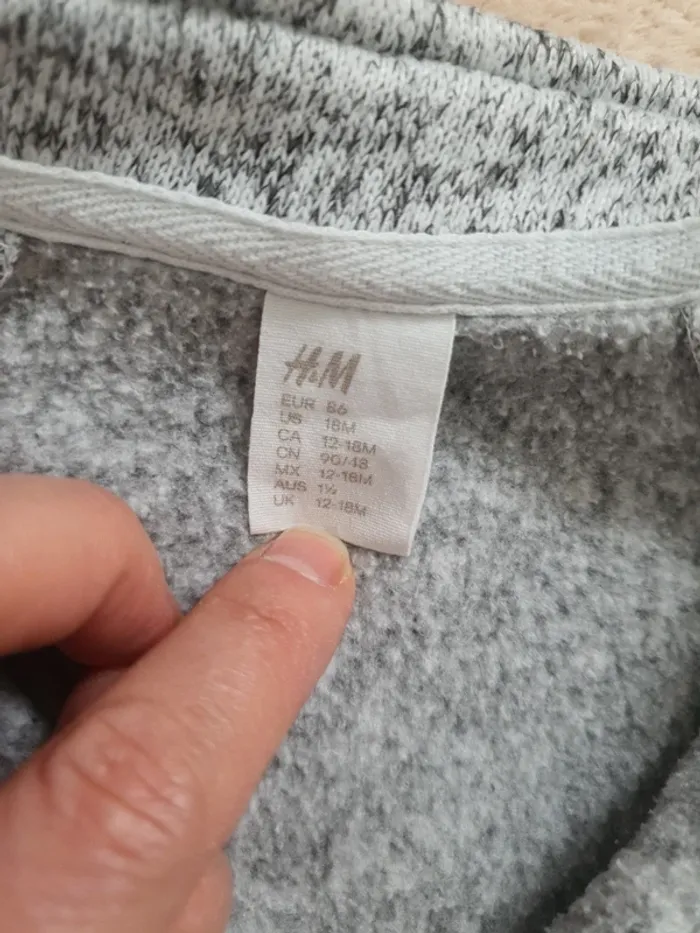 H&M
EUR 86
US 18M
CA 12-18M
CN 90/48
MX 12-18M
AUS 1½
UK 12-18M